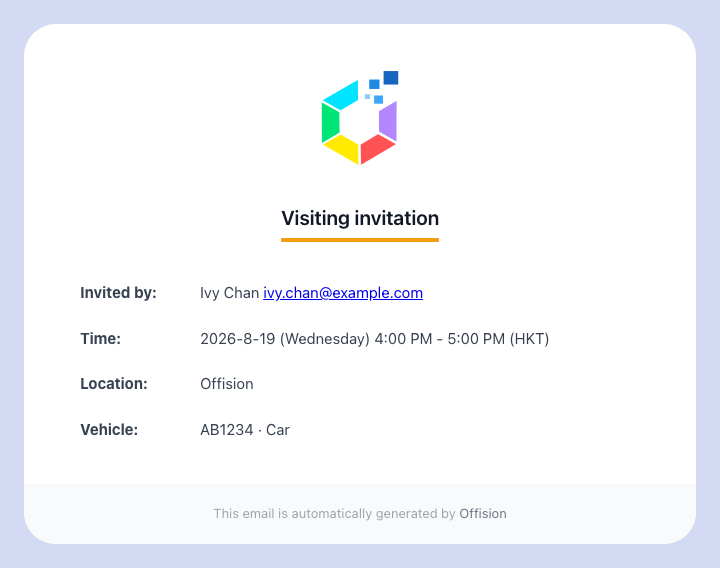 Visiting invitation
Invited by: Ivy Chan ivy.chan@example.com
Time: 2026-8-19 (Wednesday) 4:00 PM - 5:00 PM (HKT)
Location: Offision
Vehicle: AB1234 · Car
This email is automatically generated by Offision